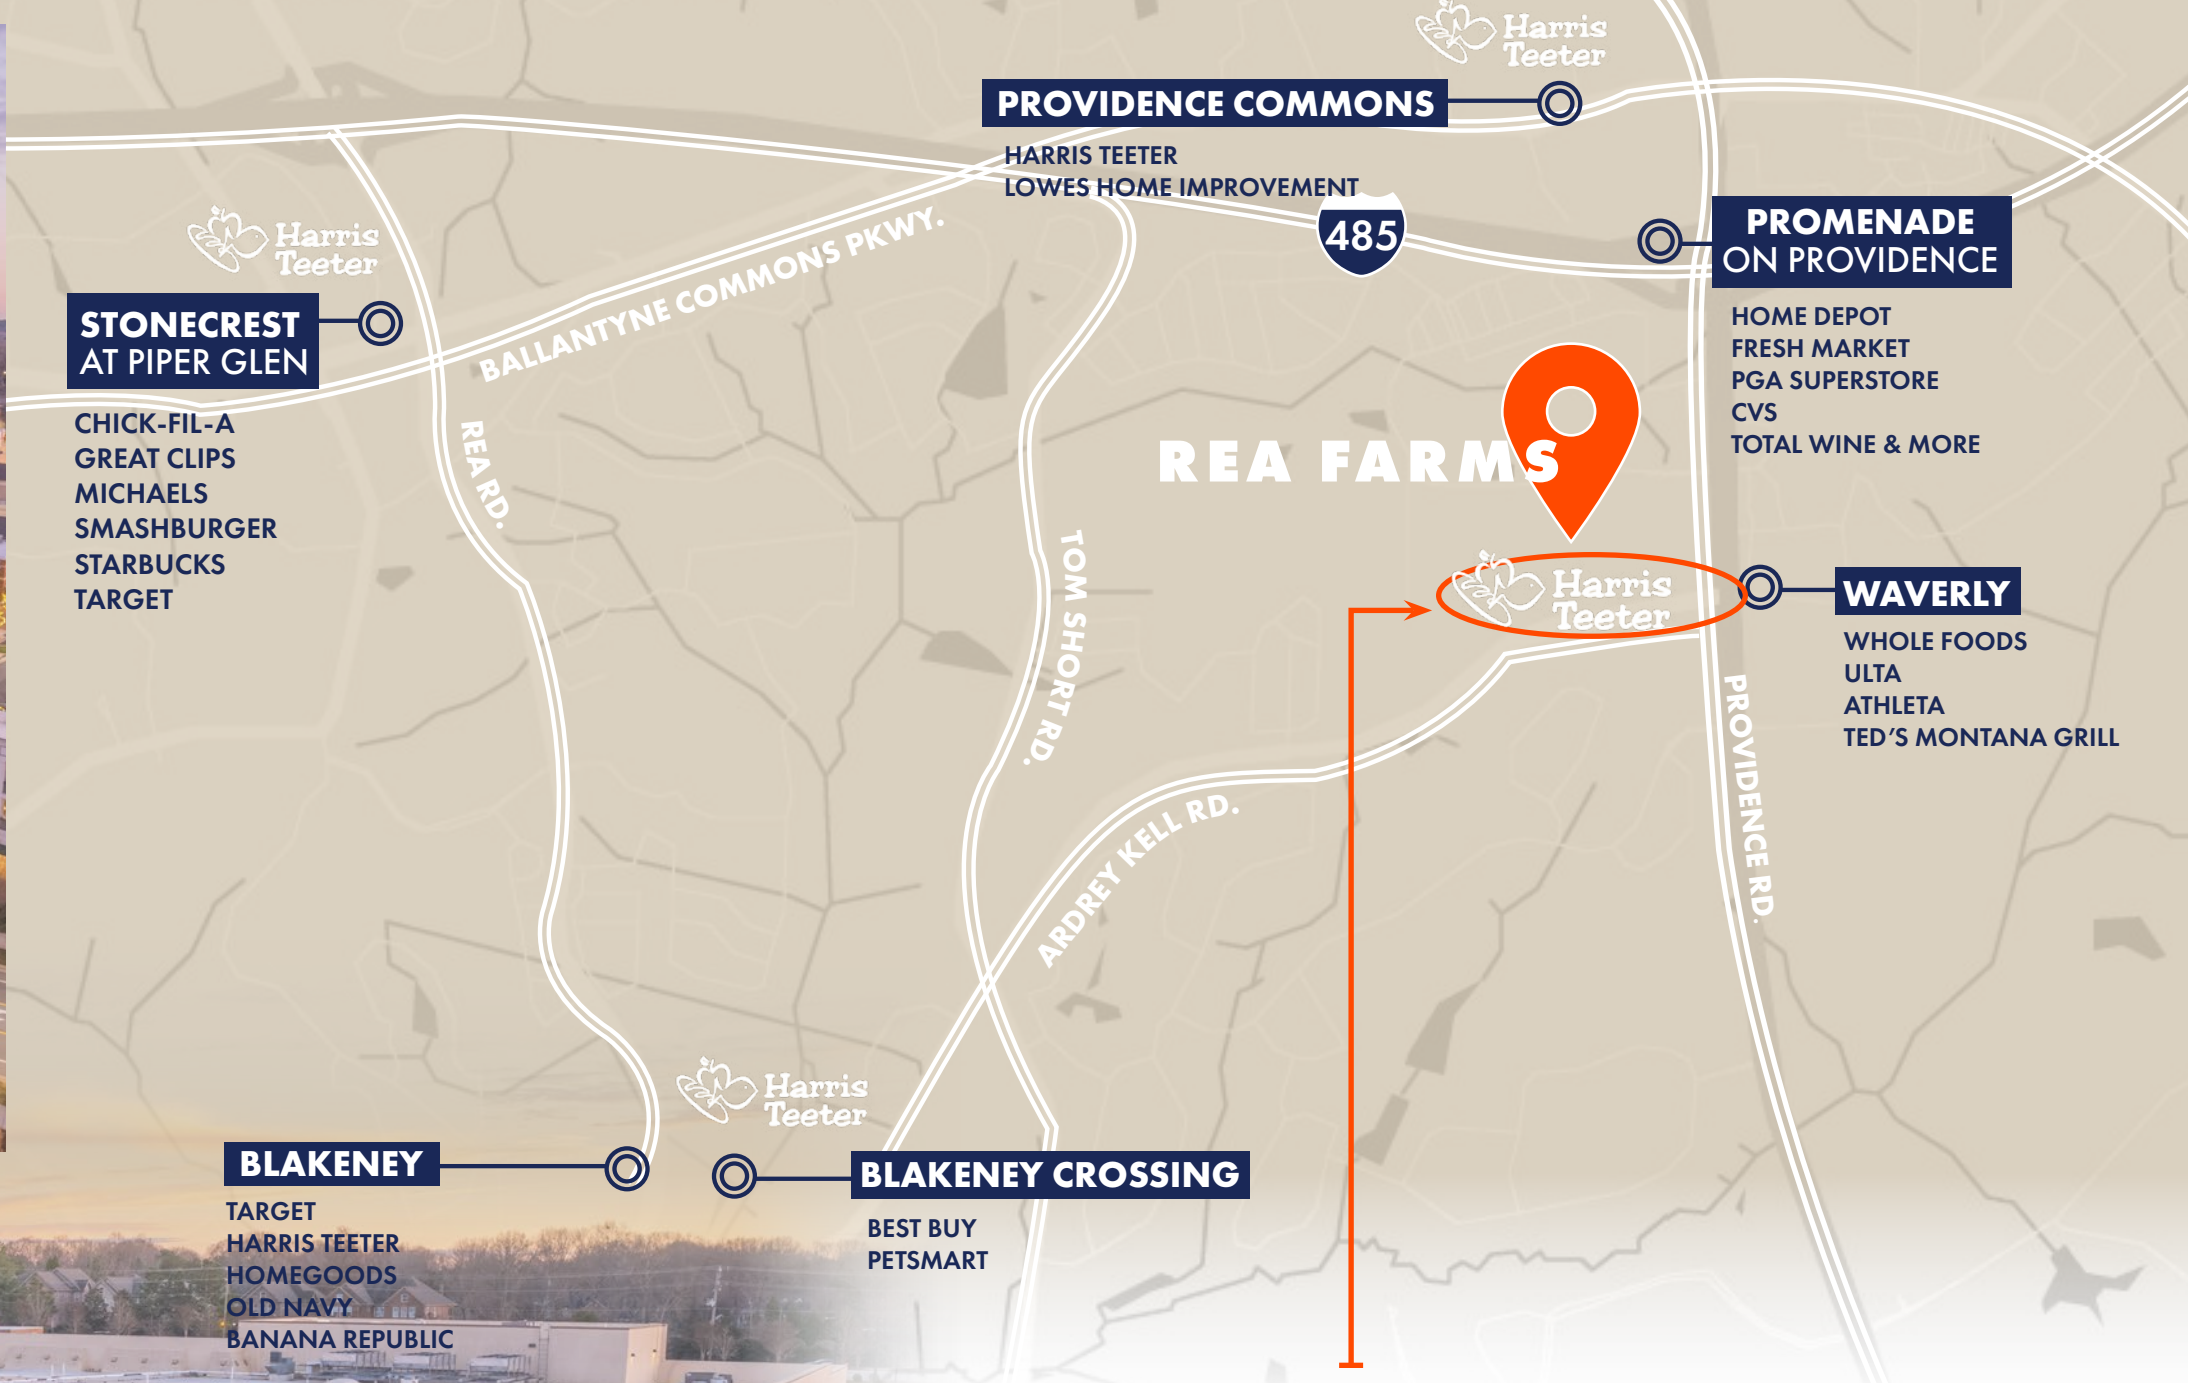 Harris
Teeter
PROVIDENCE COMMONS
HARRIS TEETER
LOWES HOME IMPROVEMENT
485
PROMENADE
ON PROVIDENCE
HOME DEPOT
FRESH MARKET
PGA SUPERSTORE
CVS
TOTAL WINE & MORE
Harris
Teeter
STONECREST
AT PIPER GLEN
CHICK-FIL-A
GREAT CLIPS
MICHAELS
SMASHBURGER
STARBUCKS
TARGET
BALLANTYNE COMMONS PKWY.
REA RD.
TOM SHORT RD.
REA FARMS
Harris
Teeter
WAVERLY
WHOLE FOODS
ULTA
ATHLETA
TED'S MONTANA GRILL
PROVIDENCE RD.
ARDREY KELL RD.
Harris
Teeter
BLAKENEY
TARGET
HARRIS TEETER
HOMEGOODS
OLD NAVY
BANANA REPUBLIC
BLAKENEY CROSSING
BEST BUY
PETSMART